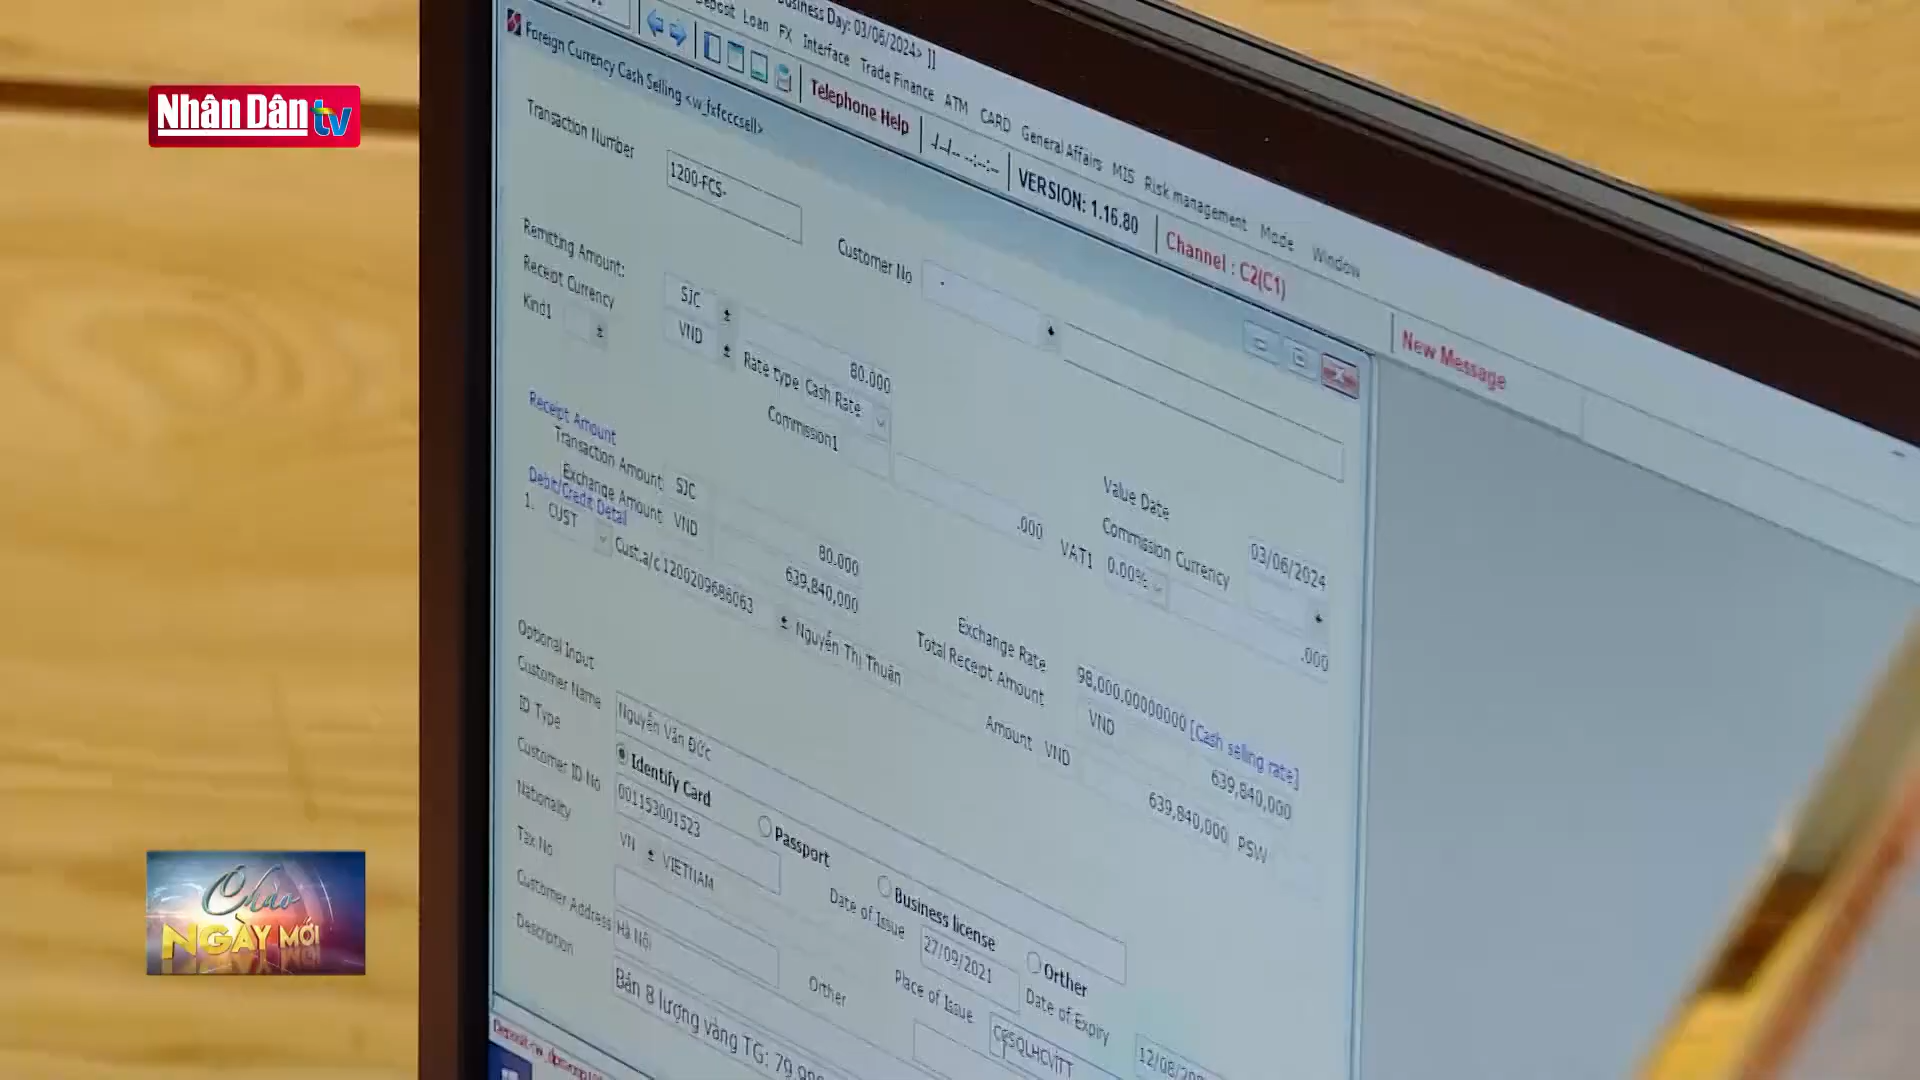 Nhân Dân tv
Business Day: 03/06/2024> ]]
Deposit Loan FX Interface Trade Finance ATM CARD General Affairs MIS Risk management Mode Window
Telephone Help -/--/-- --:--:-- VERSION: 1.16.80 Channel : C2(C1) New Message
Foreign Currency Cash Selling <w_fxfcccsell>
Transaction Number 1200-FCS-
Customer No -
Remitting Amount: SJC 80.000
Receipt Currency VND Rate type Cash Rate
Kind1 Commission1 .000 VAT1 0.00% .000
Value Date 03/06/2024
Commission Currency
Receipt Amount
Transaction Amount SJC 80.000 Exchange Rate 98,000.00000000 [Cash selling rate]
Exchange Amount VND 639,840,000 Total Receipt Amount VND 639,840,000
Debit/Credit Detail
1. CUST Cust.a/c 1200209686063 Nguyễn Thị Thuân Amount VND 639,840,000 PSW
Optional Input
Customer Name Nguyễn Văn Đức
ID Type Identify Card Passport Business license Orther
Customer ID No 001153001523 Date of Issue 27/09/2021 Date of Expiry
Nationality VN VIETNAM Place of Issue CCSQLHCVTT
Tax No
Customer Address Hà Nội Orther
Description Bán 8 lượng vàng TG:
Chào
NGÀY MỚI